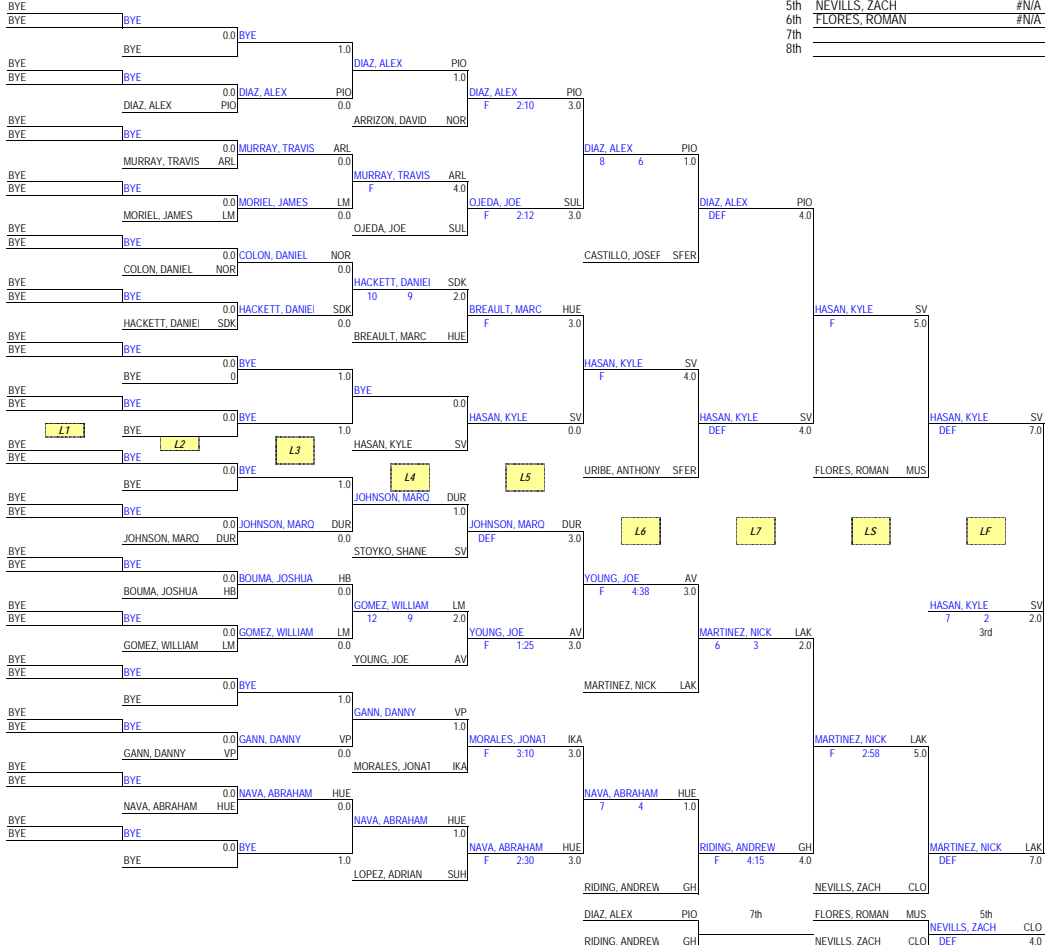 BYE
5th NEVILLS, ZACH #N/A
BYE BYE
6th FLORES, ROMAN #N/A
0.0 BYE
7th
BYE 1.0
8th
BYE DIAZ, ALEX PIO
BYE BYE 1.0
0.0 DIAZ, ALEX PIO DIAZ, ALEX PIO
DIAZ, ALEX PIO 0.0 F 2:10 3.0
BYE ARRIZON, DAVID NOR
BYE BYE
0.0 MURRAY, TRAVIS ARL DIAZ, ALEX PIO
MURRAY, TRAVIS ARL 0.0 8 6 1.0
BYE MURRAY, TRAVIS ARL
BYE BYE F 4.0
0.0 MORIEL, JAMES LM OJEDA, JOE SUL DIAZ, ALEX PIO
MORIEL, JAMES LM 0.0 F 2:12 3.0 DEF 4.0
BYE OJEDA, JOE SUL
BYE BYE
0.0 COLON, DANIEL NOR CASTILLO, JOSEF SFER
COLON, DANIEL NOR 0.0
BYE HACKETT, DANIEL SDK
BYE BYE 10 9 2.0
0.0 HACKETT, DANIE SDK BREAULT, MARC HUE HASAN, KYLE SV
HACKETT, DANIE SDK 0.0 F 3.0 F 5.0
BYE BREAULT, MARC HUE
BYE BYE
0.0 BYE HASAN, KYLE SV
BYE 0 1.0 F 4.0
BYE BYE
BYE BYE 0.0
0.0 BYE HASAN, KYLE SV HASAN, KYLE SV HASAN, KYLE SV
L1 BYE 1.0 0.0 DEF 4.0 DEF 7.0
BYE L2 L3 HASAN, KYLE SV
BYE BYE
0.0 BYE L4 L5 URIBE, ANTHONY SFER FLORES, ROMAN MUS
BYE 1.0
BYE JOHNSON, MARQ DUR
BYE BYE 1.0
0.0 JOHNSON, MARQ DUR JOHNSON, MARQ DUR L6 L7 LS LF
JOHNSON, MARQ DUR 0.0 DEF 3.0
BYE STOYKO, SHANE SV
BYE BYE
0.0 BOUMA, JOSHUA HB YOUNG, JOE AV
BOUMA, JOSHUA HB 0.0 F 4:38 3.0
BYE GOMEZ, WILLIAM LM HASAN, KYLE SV
BYE BYE 12 9 2.0 7 2 2.0
0.0 GOMEZ, WILLIAM LM YOUNG, JOE AV MARTINEZ, NICK LAK 3rd
GOMEZ, WILLIAM LM 0.0 F 1:25 3.0 6 3 2.0
BYE YOUNG, JOE AV
BYE BYE
0.0 BYE MARTINEZ, NICK LAK
BYE 1.0
BYE GANN, DANNY VP
BYE BYE 1.0
0.0 GANN, DANNY VP MORALES, JONAT IKA MARTINEZ, NICK LAK
GANN, DANNY VP 0.0 F 3:10 3.0 F 2:58 5.0
BYE MORALES, JONAT IKA
BYE BYE
0.0 NAVA, ABRAHAM HUE NAVA, ABRAHAM HUE
NAVA, ABRAHAM HUE 0.0 7 4 1.0
BYE NAVA, ABRAHAM HUE
BYE BYE 1.0
0.0 BYE NAVA, ABRAHAM HUE RIDING, ANDREW GH MARTINEZ, NICK LAK
BYE 1.0 F 2:30 3.0 F 4:15 4.0 DEF 7.0
LOPEZ, ADRIAN SUH
RIDING, ANDREW GH NEVILLS, ZACH CLO
DIAZ, ALEX PIO 7th FLORES, ROMAN MUS 5th
NEVILLS, ZACH CLO
RIDING, ANDREW GH NEVILLS, ZACH CLO DEF 4.0